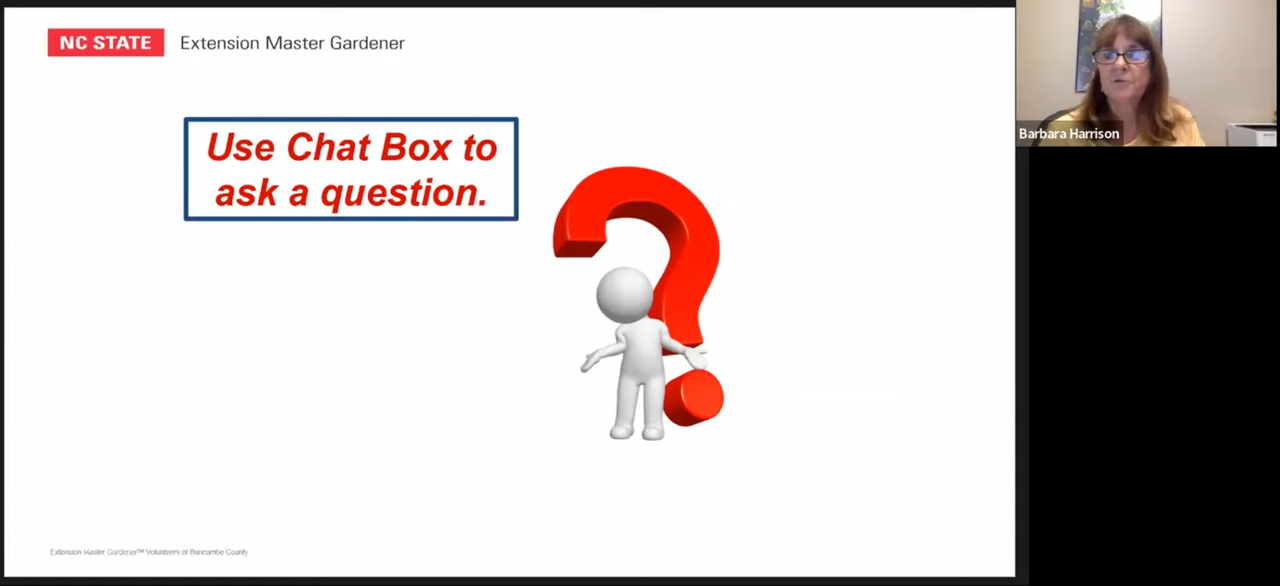 NC STATE Extension Master Gardener
Use Chat Box to
ask a question.
Barbara Harrison
Extension Master Gardener℠ Volunteers of Buncombe County